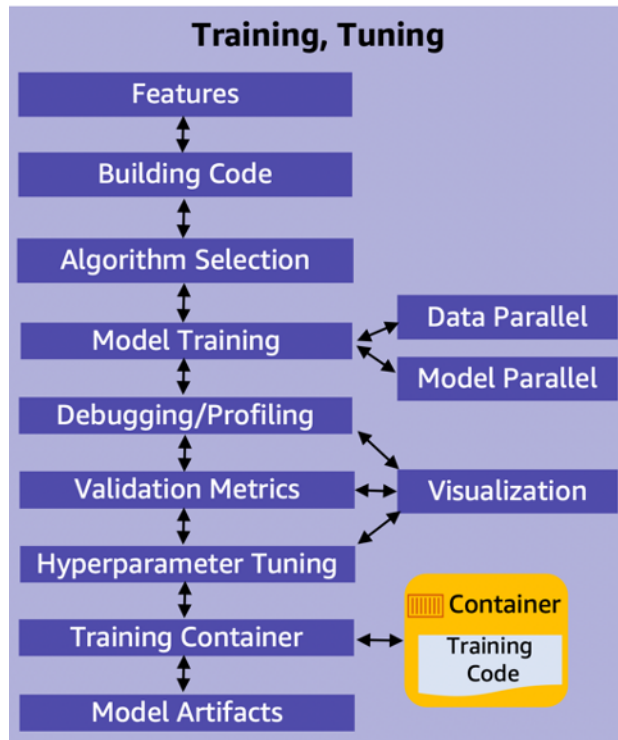 Training, Tuning
Features
Building Code
Algorithm Selection
Model Training
Data Parallel
Model Parallel
Debugging/Profiling
Validation Metrics
Visualization
Hyperparameter Tuning
Container
Training Container
Training
Code
Model Artifacts